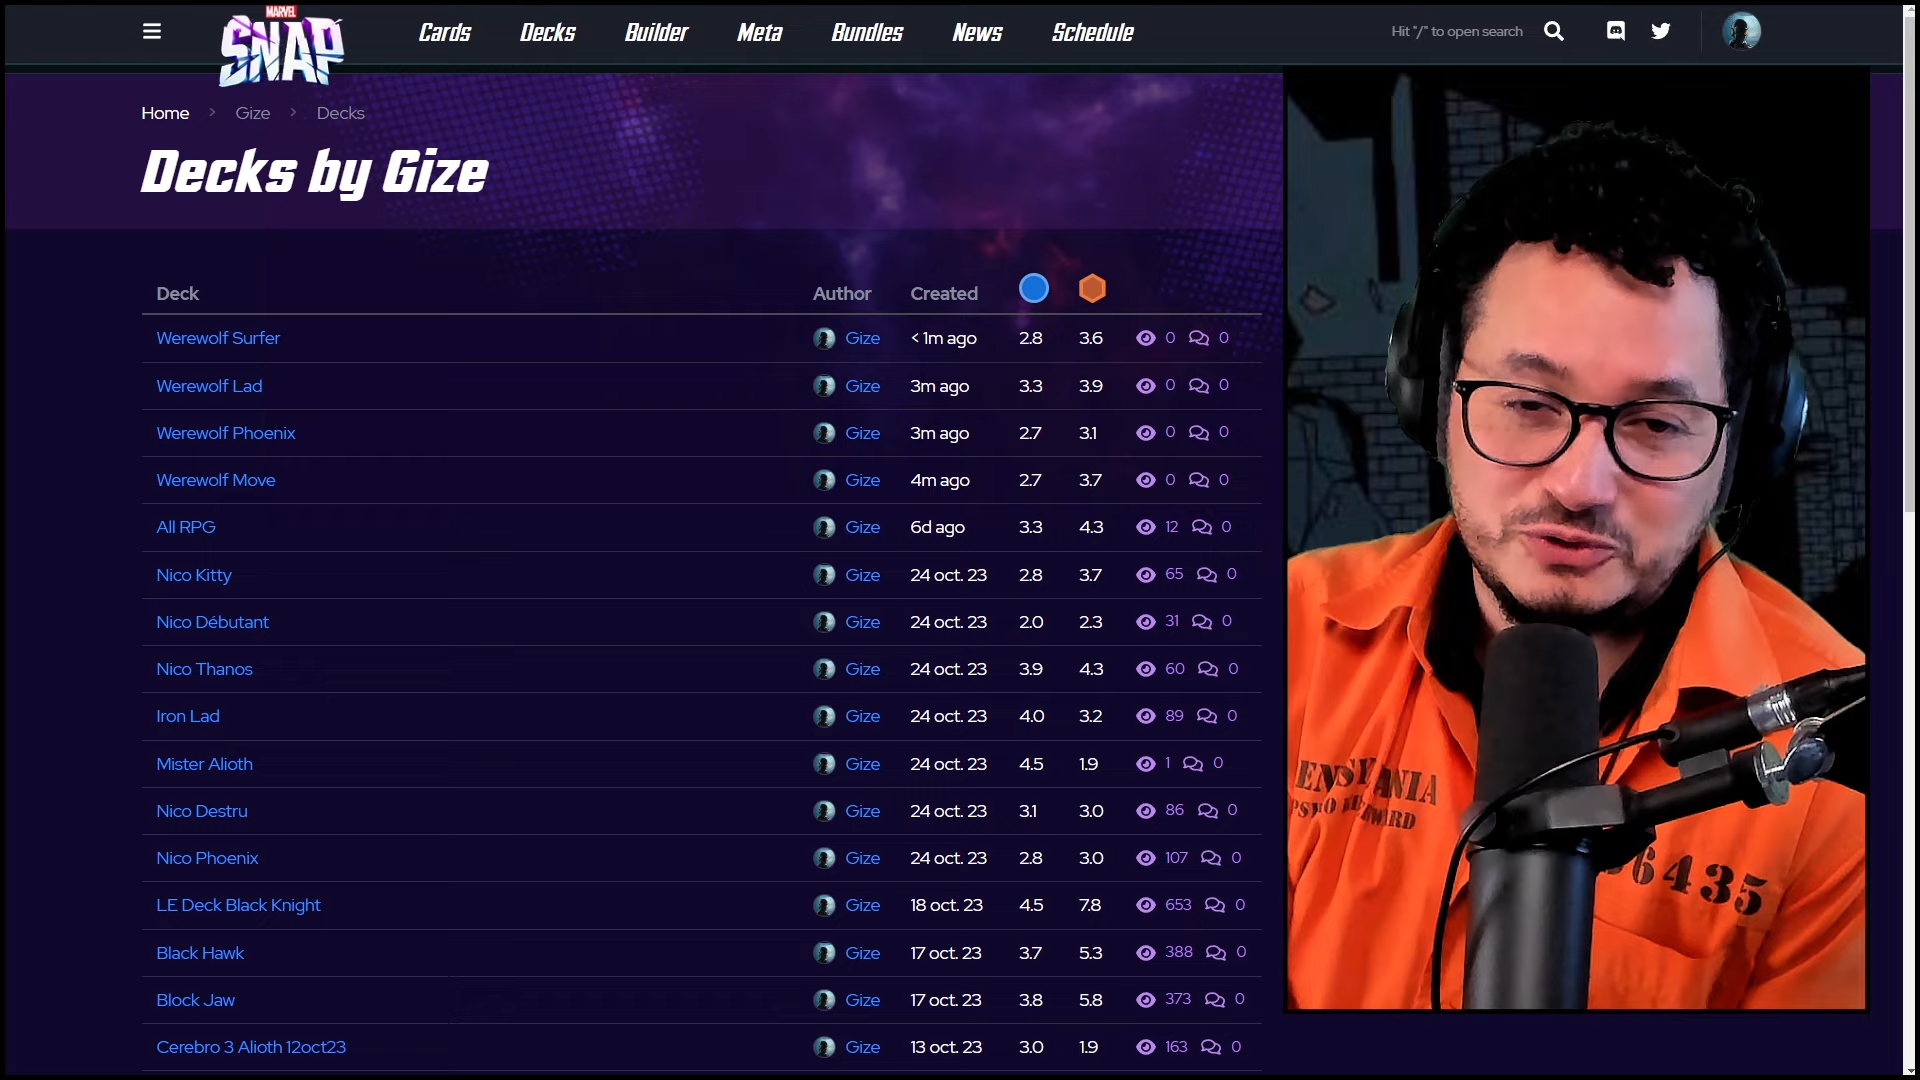 MARVEL
SNAP
Cards Decks Builder Meta Bundles News Schedule
Hit "/" to open search
Home > Gize > Decks
Decks by Gize
Deck Author Created
Werewolf Surfer Gize < 1m ago 2.8 3.6 0 0
Werewolf Lad Gize 3m ago 3.3 3.9 0 0
Werewolf Phoenix Gize 3m ago 2.7 3.1 0 0
Werewolf Move Gize 4m ago 2.7 3.7 0 0
All RPG Gize 6d ago 3.3 4.3 12 0
Nico Kitty Gize 24 oct. 23 2.8 3.7 65 0
Nico Débutant Gize 24 oct. 23 2.0 2.3 31 0
Nico Thanos Gize 24 oct. 23 3.9 4.3 60 0
Iron Lad Gize 24 oct. 23 4.0 3.2 89 0
Mister Alioth Gize 24 oct. 23 4.5 1.9 1 0
Nico Destru Gize 24 oct. 23 3.1 3.0 86 0
Nico Phoenix Gize 24 oct. 23 2.8 3.0 107 0
LE Deck Black Knight Gize 18 oct. 23 4.5 7.8 653 0
Black Hawk Gize 17 oct. 23 3.7 5.3 388 0
Block Jaw Gize 17 oct. 23 3.8 5.8 373 0
Cerebro 3 Alioth 12oct23 Gize 13 oct. 23 3.0 1.9 163 0
6435